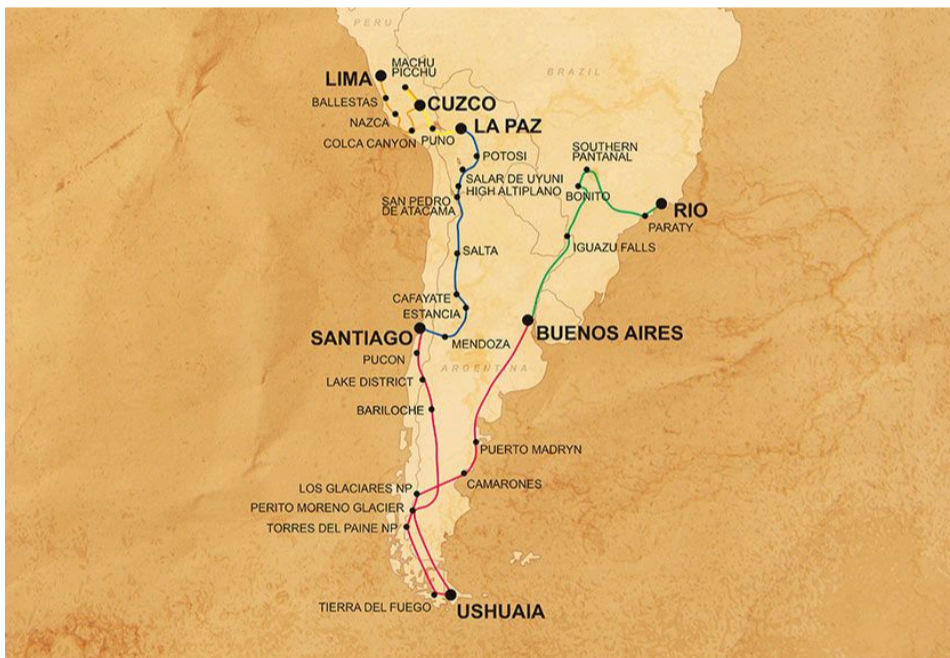 PERU
BRAZIL
MACHU
PICCHU
LIMA
CUZCO
BALLESTAS
NAZCA
LA PAZ
COLCA CANYON
PUNO
POTOSI
SOUTHERN
PANTANAL
SALAR DE UYUNI
HIGH ALTIPLANO
BONITO
SAN PEDRO
DE ATACAMA
RIO
PARATY
IGUAZU FALLS
SALTA
CAFAYATE
ESTANCIA
SANTIAGO
BUENOS AIRES
MENDOZA
PUCON
ARGENTINA
LAKE DISTRICT
BARILOCHE
PUERTO MADRYN
CAMARONES
LOS GLACIARES NP
PERITO MORENO GLACIER
TORRES DEL PAINE NP
TIERRA DEL FUEGO
USHUAIA